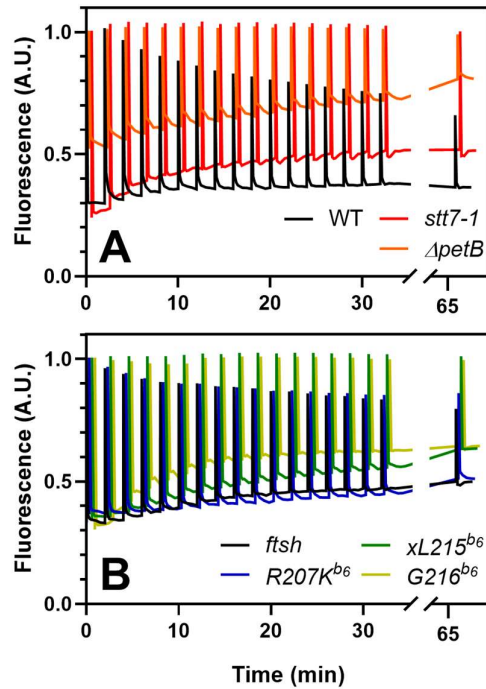 Fluorescence (A.U.)
1.0
0.5
0.0
A
WT
stt7-1
ΔpetB
0
10
20
30
65
Fluorescence (A.U.)
1.0
0.5
0.0
B
ftsh
xL215^b6
R207K^b6
G216^b6
0
10
20
30
65
Time (min)